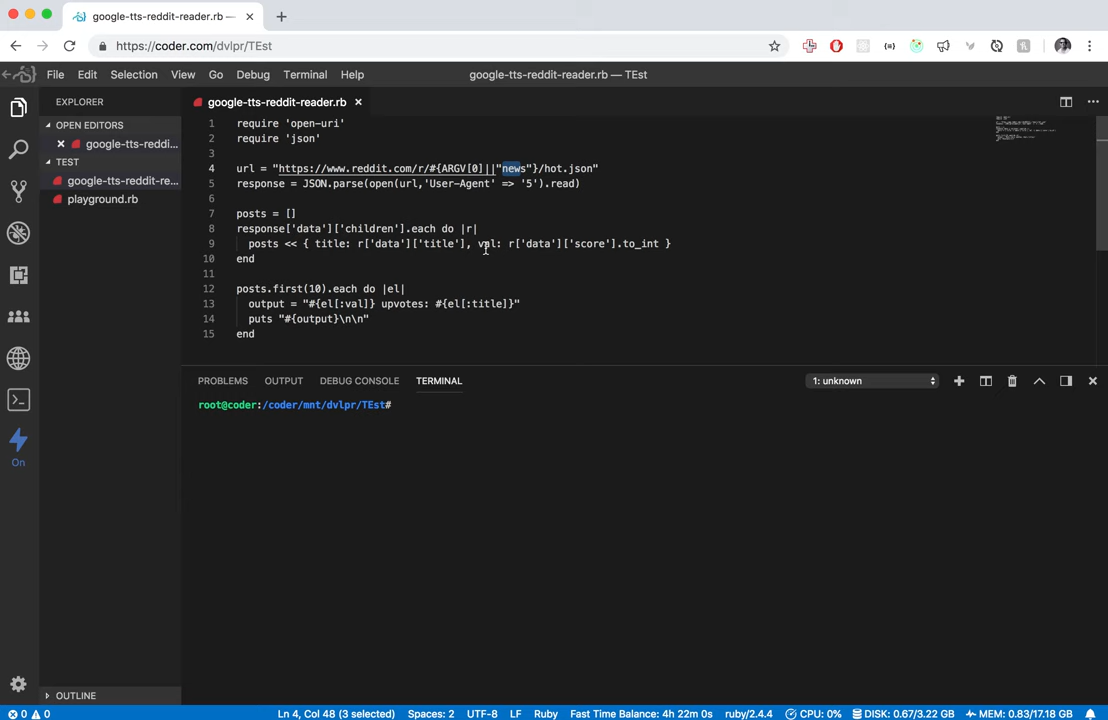 google-tts-reddit-reader.rb —
https://coder.com/dvlpr/TEst
File Edit Selection View Go Debug Terminal Help google-tts-reddit-reader.rb — TEst
EXPLORER
OPEN EDITORS
google-tts-reddi...
TEST
google-tts-reddit-re...
playground.rb
OUTLINE
On
google-tts-reddit-reader.rb
1 require 'open-uri'
2 require 'json'
3
4 url = "https://www.reddit.com/r/#{ARGV[0]||"news"}/hot.json"
5 response = JSON.parse(open(url,'User-Agent' => '5').read)
6
7 posts = []
8 response['data']['children'].each do |r|
9 posts << { title: r['data']['title'], val: r['data']['score'].to_int }
10 end
11
12 posts.first(10).each do |el|
13 output = "#{el[:val]} upvotes: #{el[:title]}"
14 puts "#{output}\n\n"
15 end
PROBLEMS OUTPUT DEBUG CONSOLE TERMINAL 1: unknown
root@coder:/coder/mnt/dvlpr/TEst#
0 0 Ln 4, Col 48 (3 selected) Spaces: 2 UTF-8 LF Ruby Fast Time Balance: 4h 22m 0s ruby/2.4.4 CPU: 0% DISK: 0.67/3.22 GB MEM: 0.83/17.18 GB